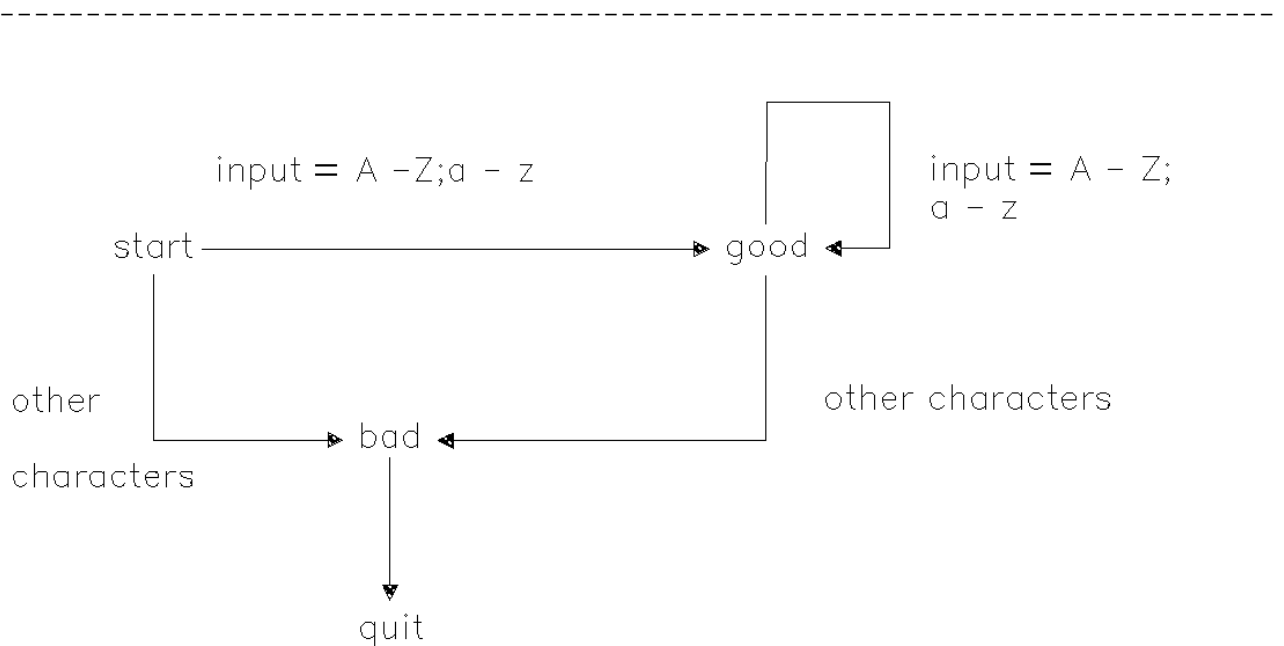 input = A -Z;a - z
input = A - Z;
a - z
start
good
other
characters
other characters
bad
quit